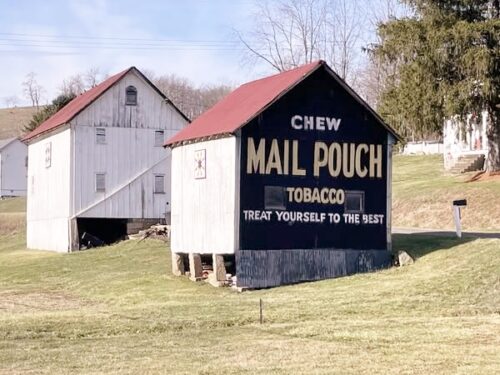 CHEW
MAIL POUCH
TOBACCO
TREAT YOURSELF TO THE BEST